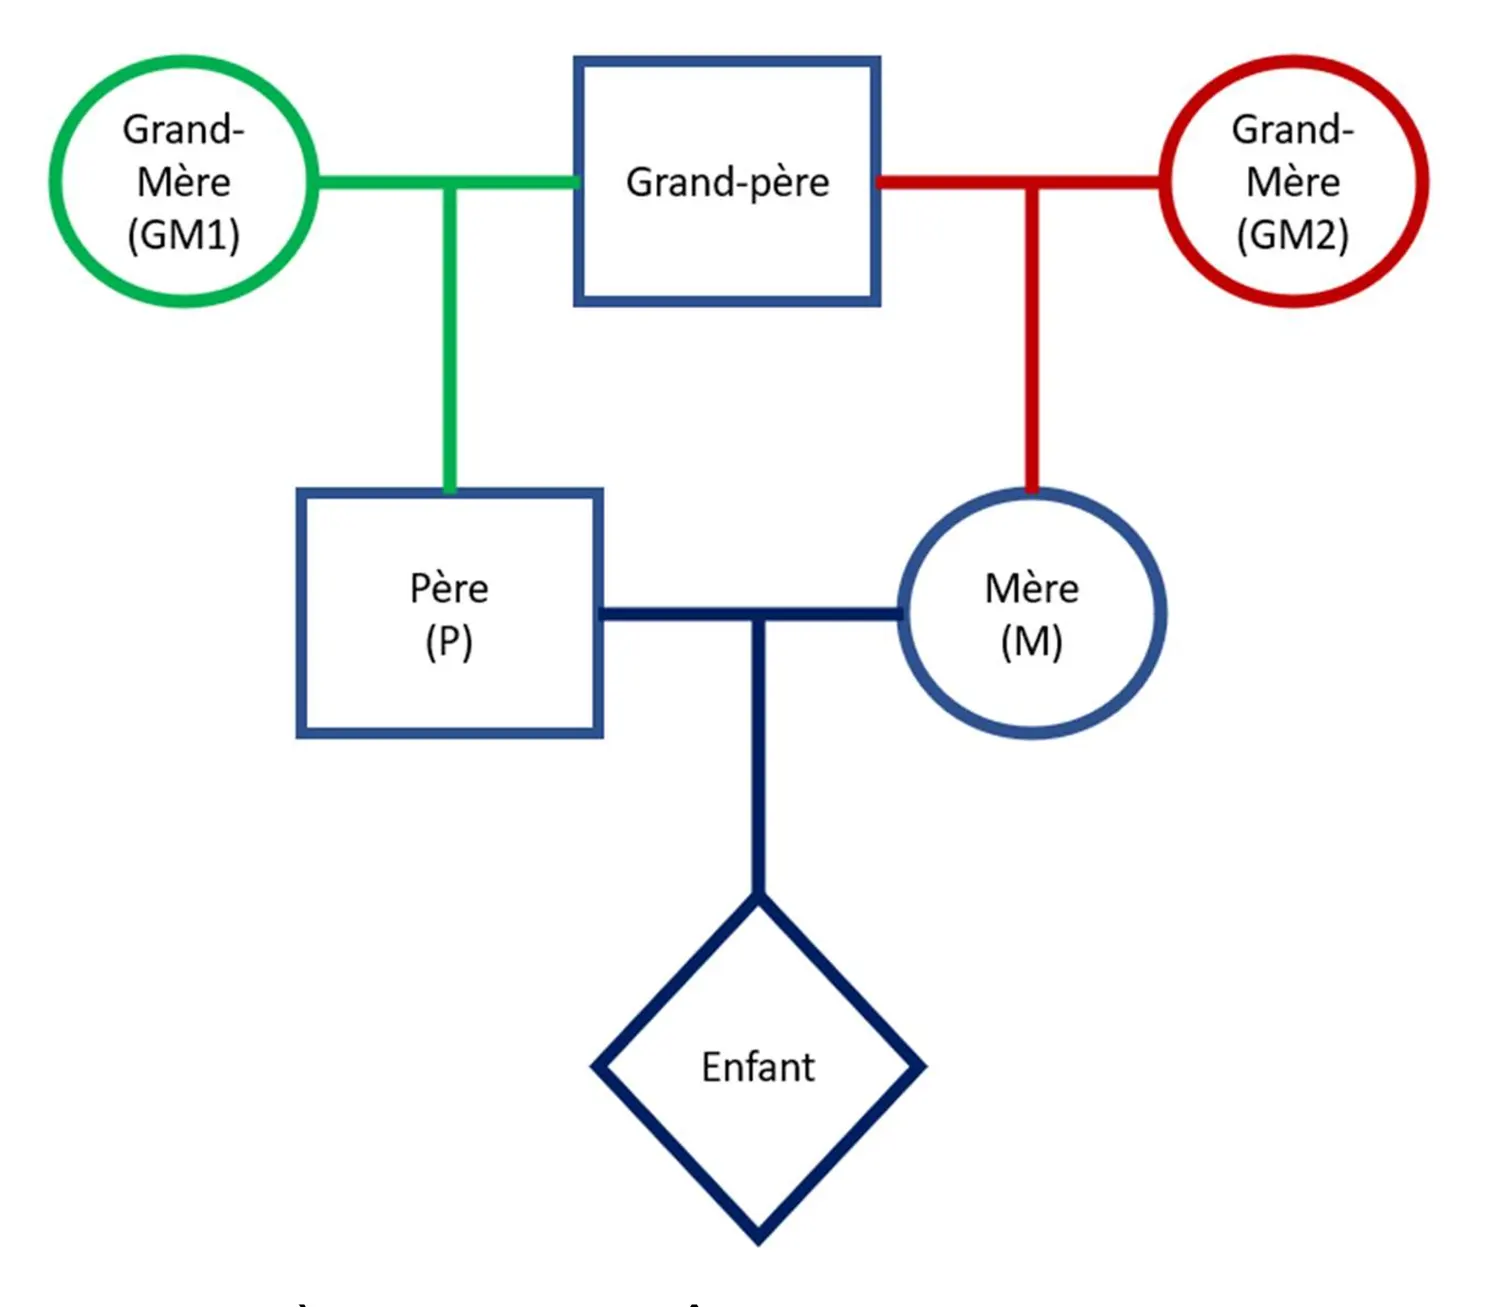 Grand-
Mère
(GM1)
Grand-père
Grand-
Mère
(GM2)
Père
(P)
Mère
(M)
Enfant